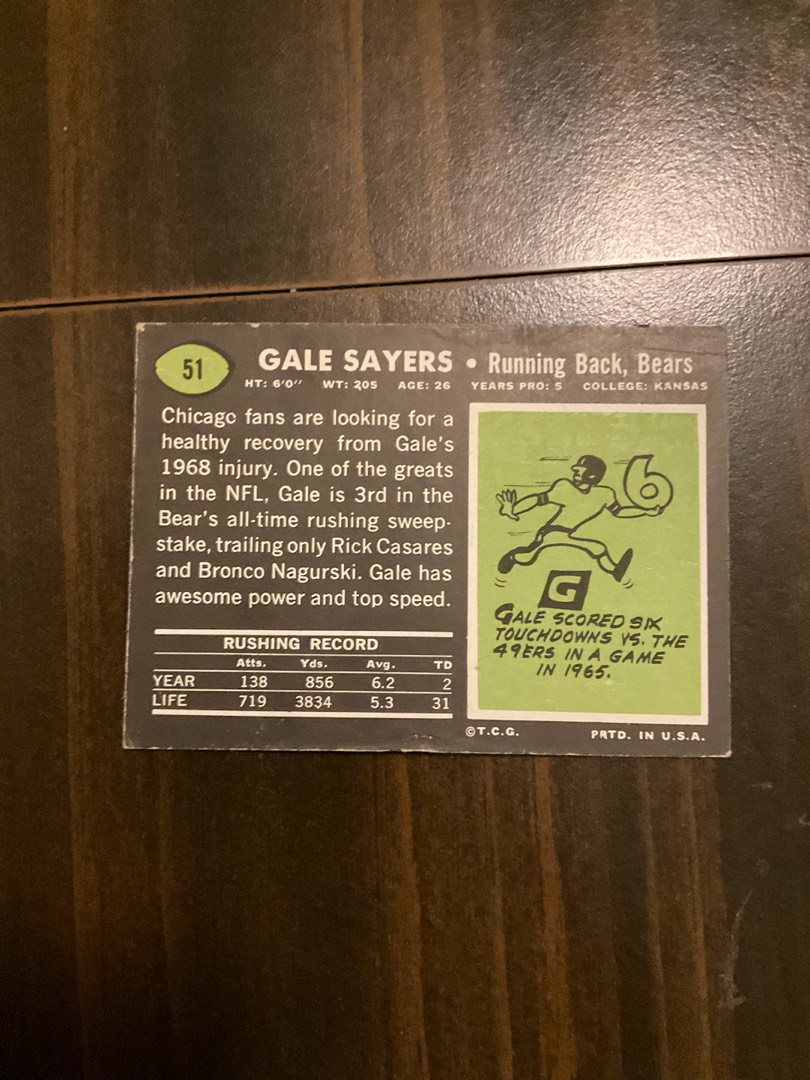 51
GALE SAYERS • Running Back, Bears
HT: 6'0" WT: 205 AGE: 26 YEARS PRO: 5 COLLEGE: KANSAS
Chicago fans are looking for a
healthy recovery from Gale's
1968 injury. One of the greats
in the NFL, Gale is 3rd in the
Bear's all-time rushing sweep-
stake, trailing only Rick Casares
and Bronco Nagurski. Gale has
awesome power and top speed.
RUSHING RECORD
Atts. Yds. Avg. TD
YEAR 138 856 6.2 2
LIFE 719 3834 5.3 31
6
G
GALE SCORED SIX
TOUCHDOWNS VS. THE
49ERS IN A GAME
IN 1965.
©T.C.G. PRTD. IN U.S.A.